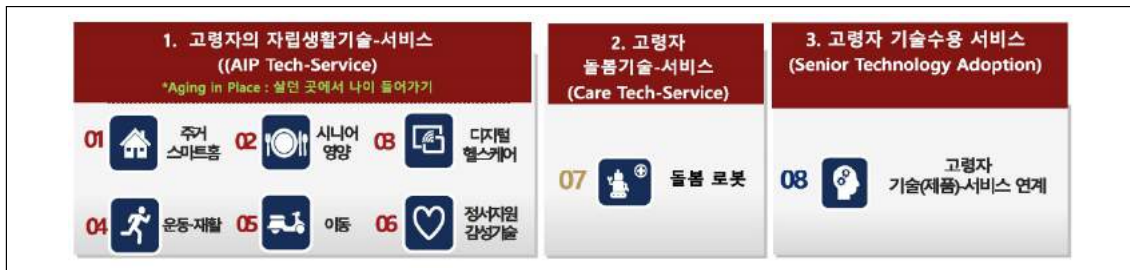 1. 고령자의 자립생활기술-서비스
((AIP Tech-Service)
*Aging in Place : 살던 곳에서 나이 들어가기
01 주거
스마트홈
02 시니어
영양
03 디지털
헬스케어
04 운동-재활
05 이동
06 정서지원
감성기술
2. 고령자
돌봄기술-서비스
(Care Tech-Service)
07 돌봄 로봇
3. 고령자 기술수용 서비스
(Senior Technology Adoption)
08 고령자
기술(제품)-서비스 연계